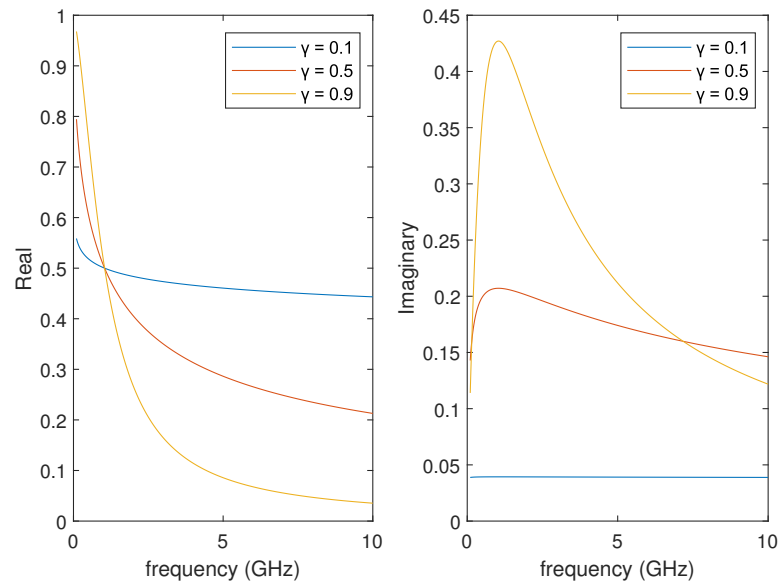 1
0.9
0.8
0.7
0.6
0.5
0.4
0.3
0.2
0.1
0
Real
0 5 10
frequency (GHz)
γ = 0.1
γ = 0.5
γ = 0.9
0.45
0.4
0.35
0.3
0.25
0.2
0.15
0.1
0.05
0
Imaginary
0 5 10
frequency (GHz)
γ = 0.1
γ = 0.5
γ = 0.9